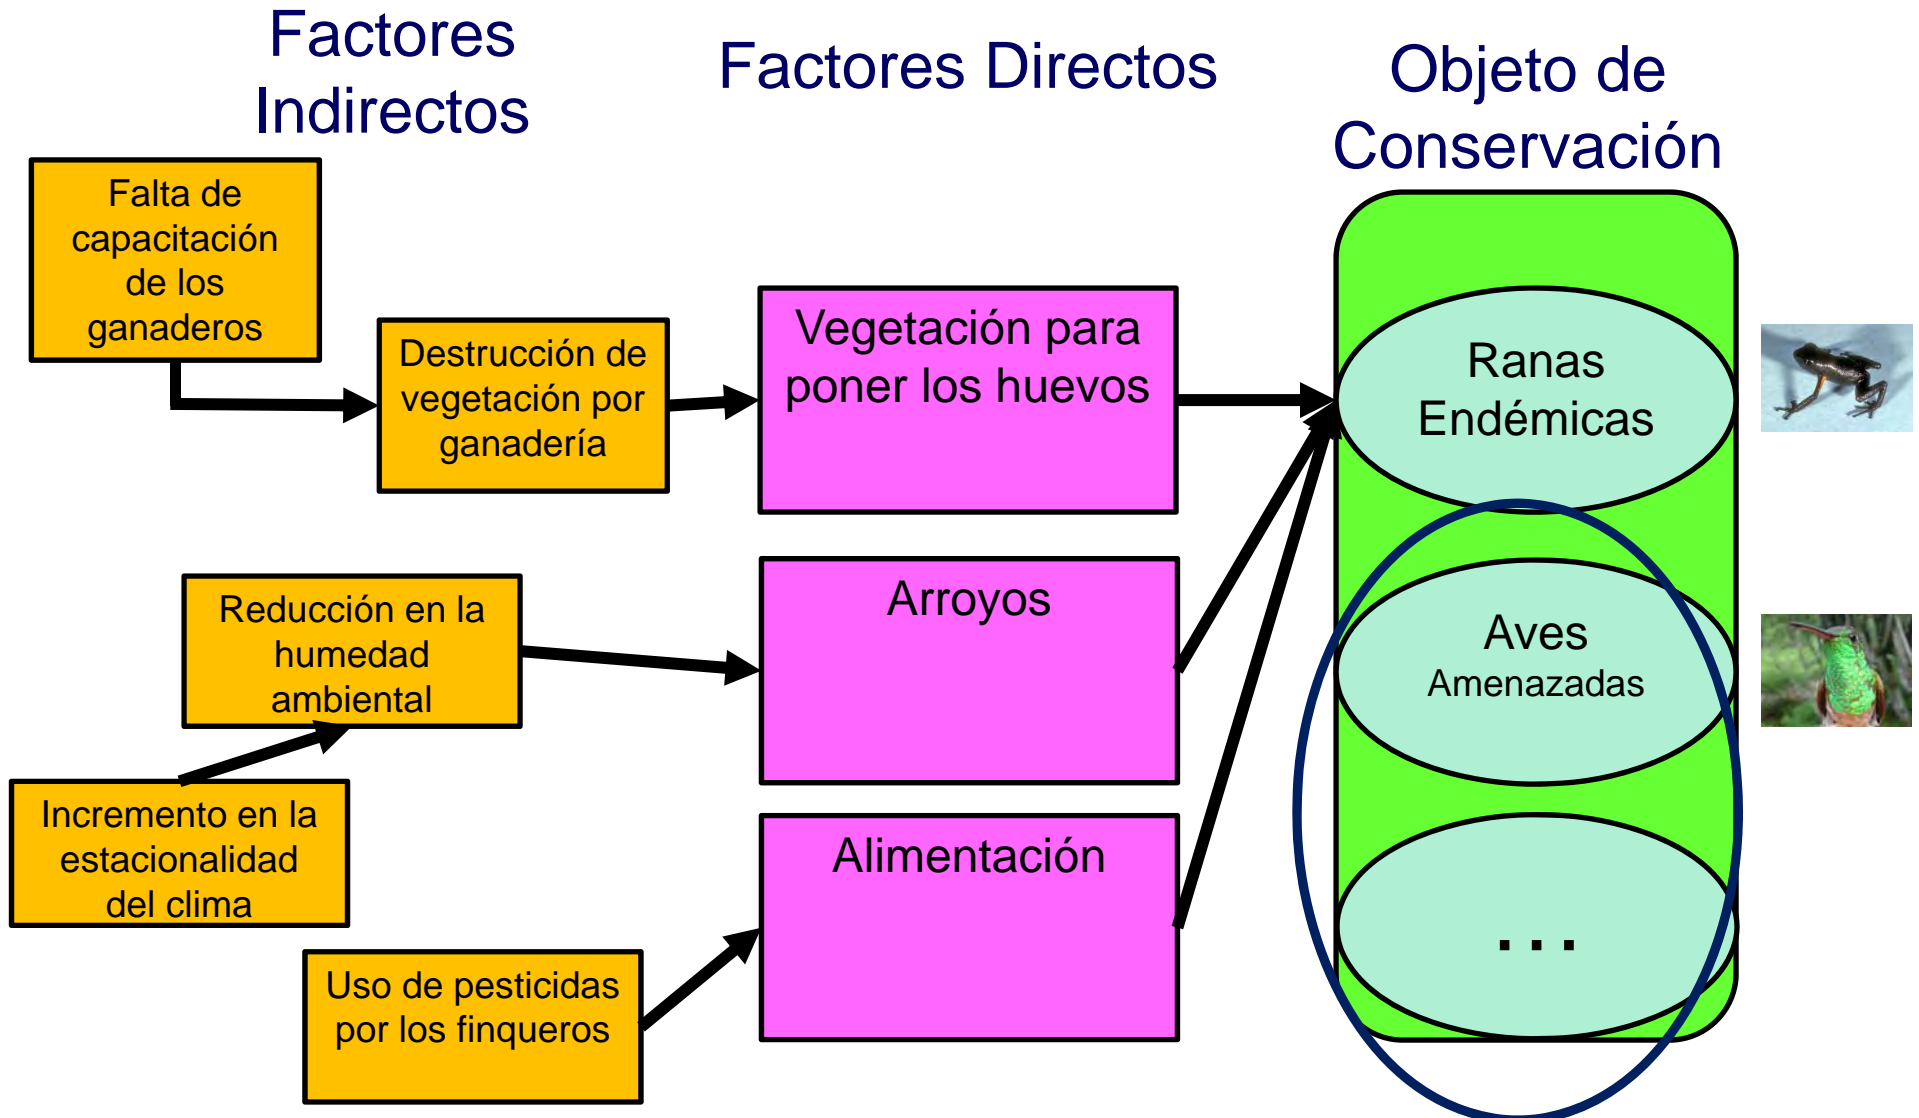 Factores
Indirectos
Factores Directos
Objeto de
Conservación
Falta de
capacitación
de los
ganaderos
Destrucción de
vegetación por
ganadería
Vegetación para
poner los huevos
Ranas
Endémicas
Reducción en la
humedad
ambiental
Arroyos
Aves
Amenazadas
Incremento en la
estacionalidad
del clima
Alimentación
...
Uso de pesticidas
por los finqueros